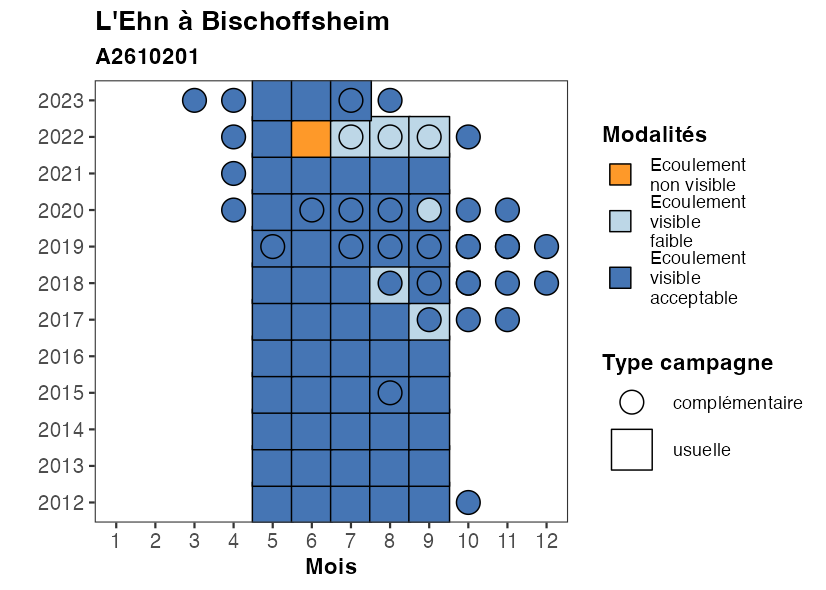 L'Ehn à Bischoffsheim
A2610201
2023
2022
2021
2020
2019
2018
2017
2016
2015
2014
2013
2012
1 2 3 4 5 6 7 8 9 10 11 12
Mois
Modalités
Ecoulement
non visible
Ecoulement
visible
faible
Ecoulement
visible
acceptable
Type campagne
complémentaire
usuelle